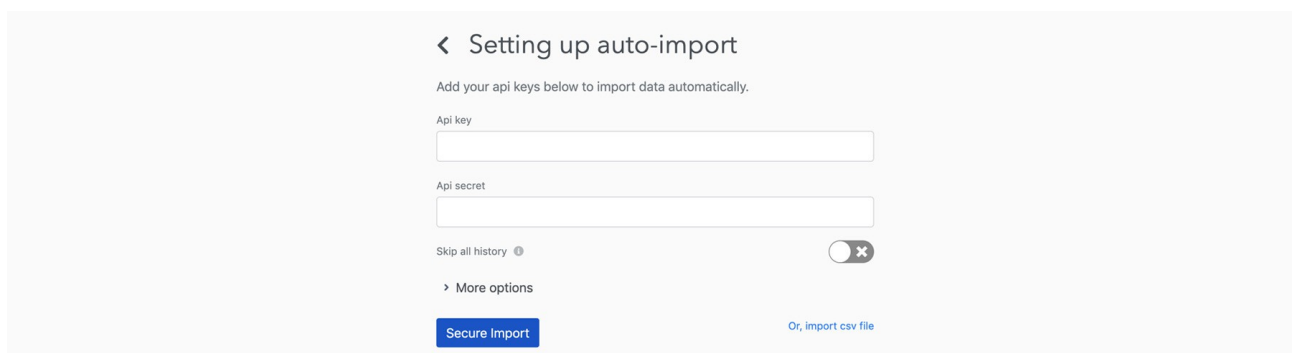 Setting up auto-import
Add your api keys below to import data automatically.
Api key
Api secret
Skip all history
More options
Secure Import
Or, import csv file